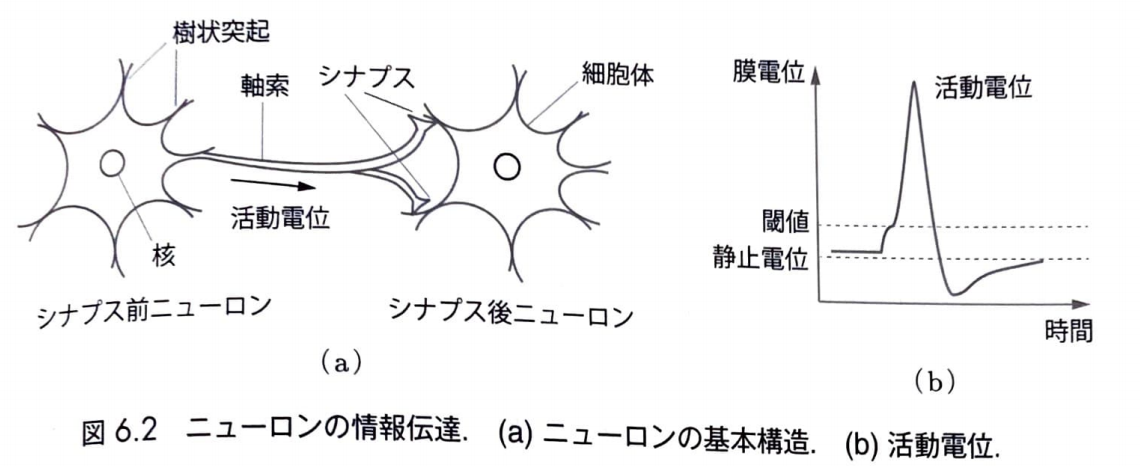 樹状突起
軸索
シナプス
細胞体
活動電位
核
シナプス前ニューロン
シナプス後ニューロン
(a)
膜電位
活動電位
閾値
静止電位
時間
(b)
図 6.2 ニューロンの情報伝達. (a) ニューロンの基本構造. (b) 活動電位.